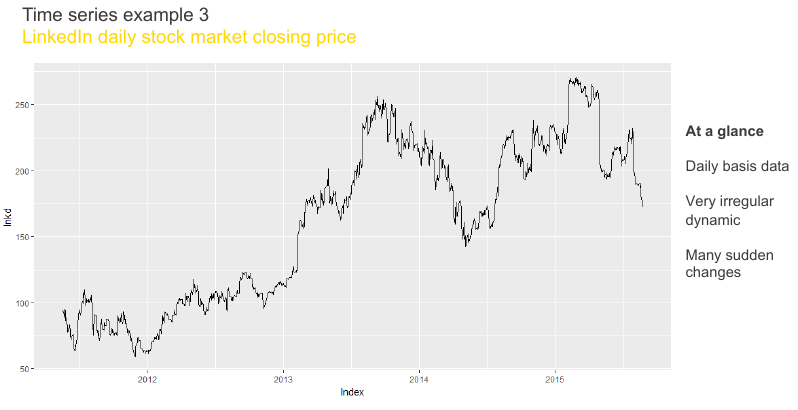 Time series example 3
LinkedIn daily stock market closing price
250
200
150
100
50
lnkd
2012
2013
2014
2015
Index
At a glance
Daily basis data
Very irregular
dynamic
Many sudden
changes